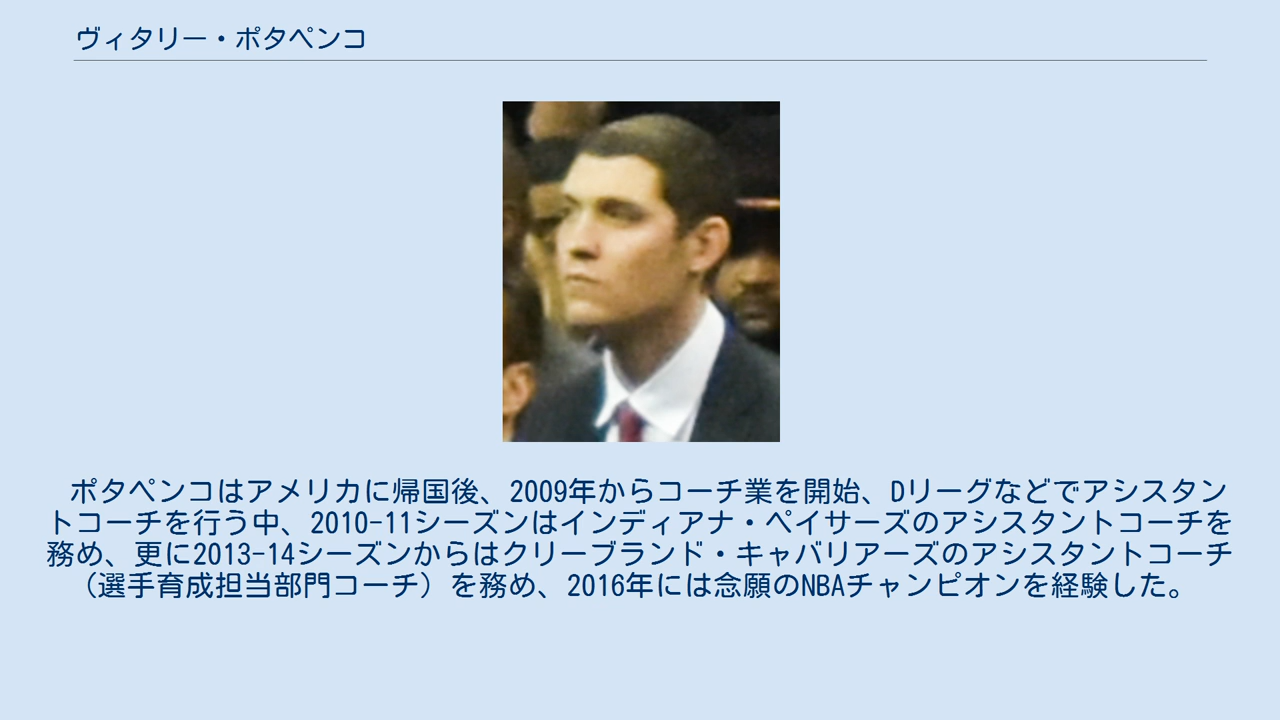 ヴィタリー・ポタペンコ
ポタペンコはアメリカに帰国後、2009年からコーチ業を開始、Dリーグなどでアシスタン
トコーチを行う中、2010-11シーズンはインディアナ・ペイサーズのアシスタントコーチを
務め、更に2013-14シーズンからはクリーブランド・キャバリアーズのアシスタントコーチ
（選手育成担当部門コーチ）を務め、2016年には念願のNBAチャンピオンを経験した。